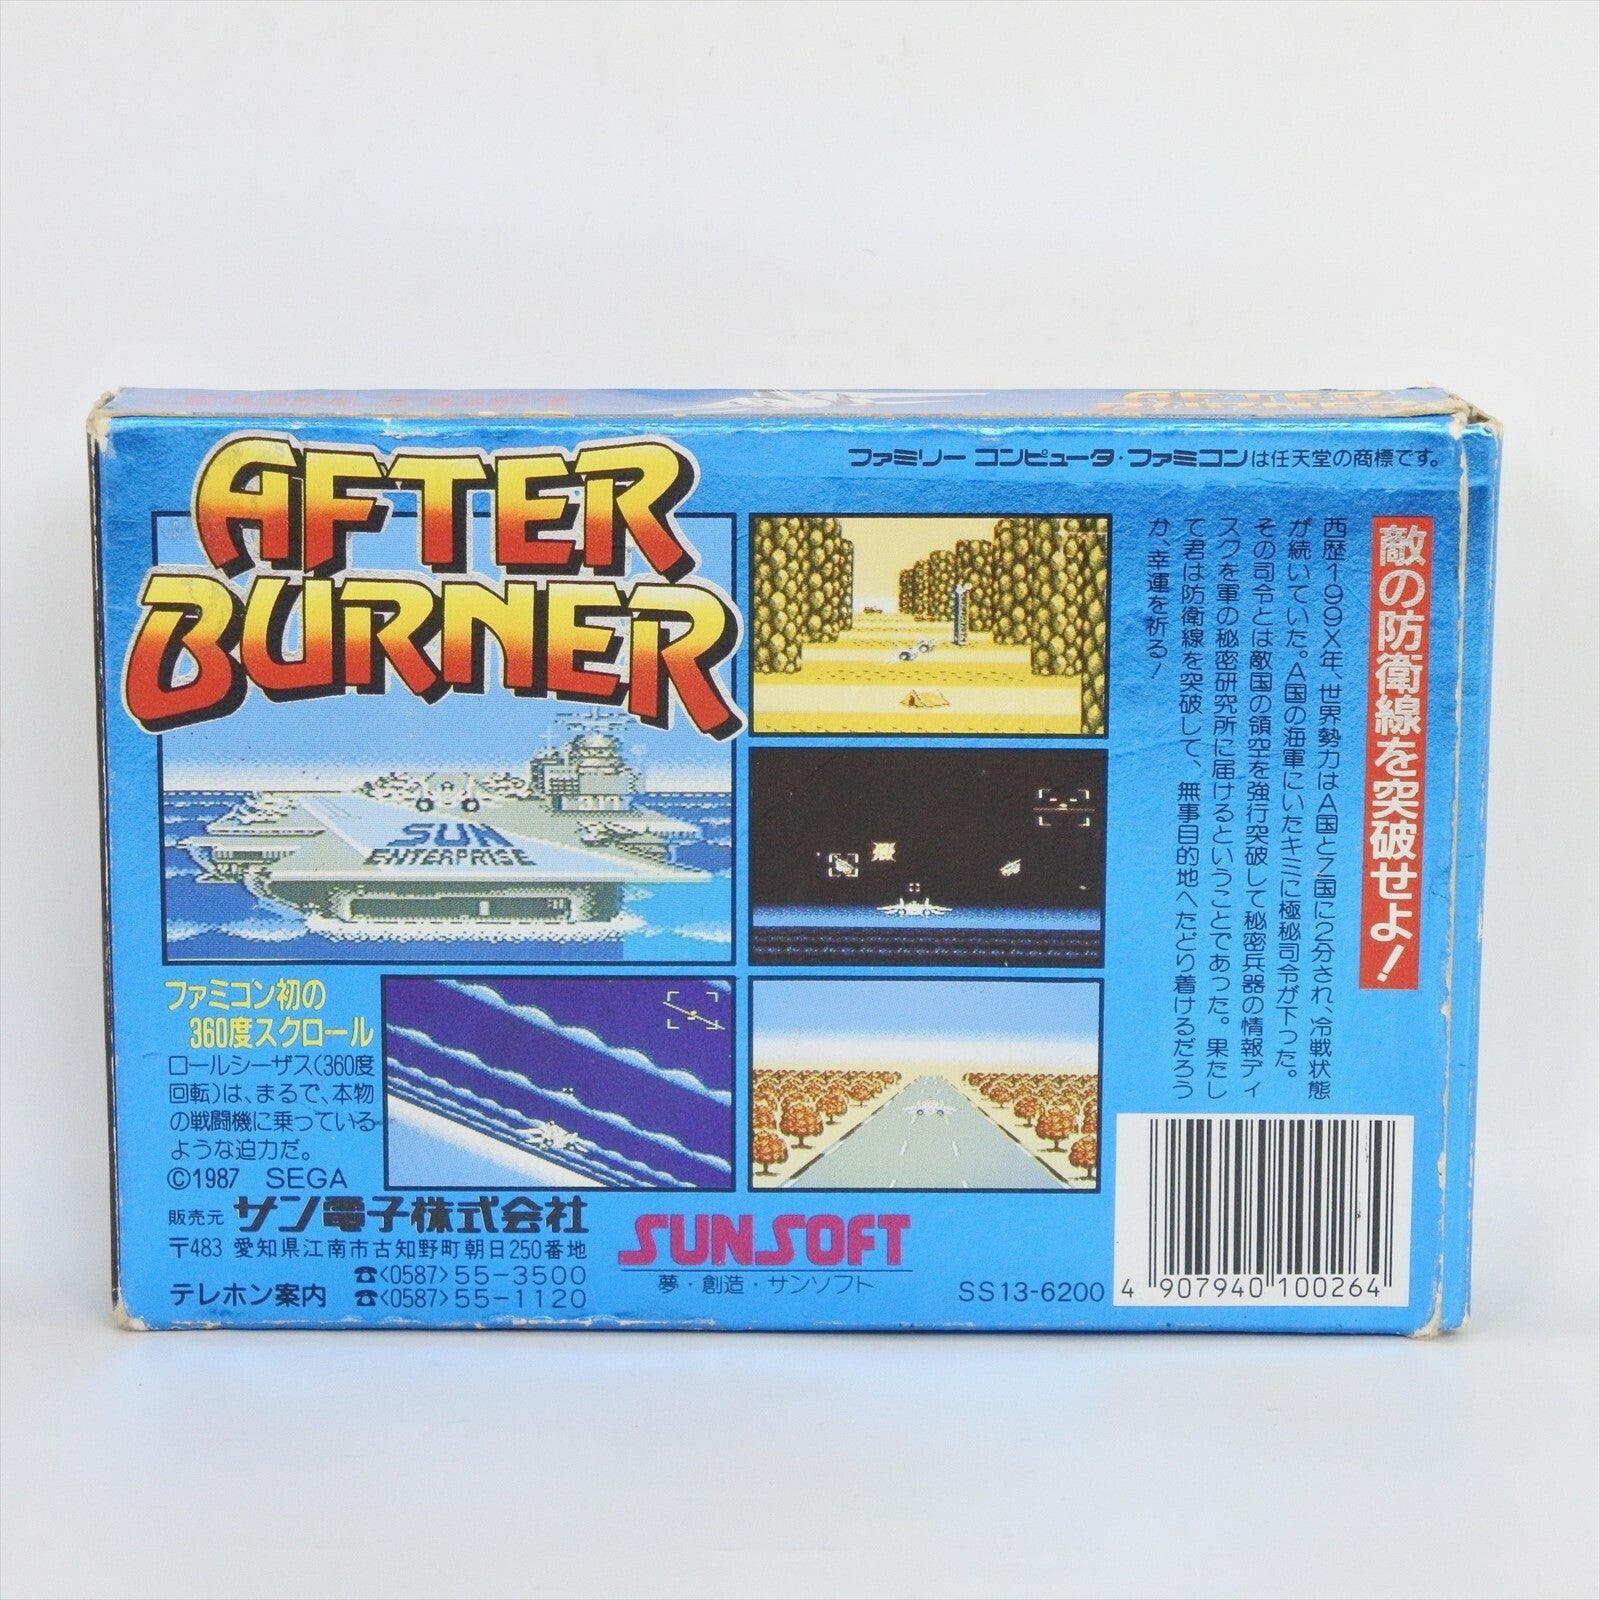 AFTER
BURNER
ファミリー コンピュータ・ファミコンは任天堂の商標です。
敵の防衛線を突破せよ!
西歴199X年、世界勢力はA国とZ国に2分され、冷戦状態
が続いていた。A国の海軍にいたキミに極秘司令が下った。
その司令とは敵国の領空を強行突破して秘密兵器の情報ディ
スクを軍の秘密研究所に届けるということであった。果たし
て君は防衛線を突破して、無事目的地へたどり着けるだろう
か、幸運を祈る!
SUN
ENTERPRISE
ファミコン初の
360度スクロール
ロールシーザス(360度
回転)は、まるで、本物
の戦闘機に乗っている
ような迫力だ。
©1987 SEGA
販売元 サン電子株式会社
〒483 愛知県江南市古知野町朝日250番地
☎<0587>55-3500
テレホン案内 ☎<0587>55-1120
SUNSOFT
夢・創造・サンソフト
SS13-6200
4 907940 100264